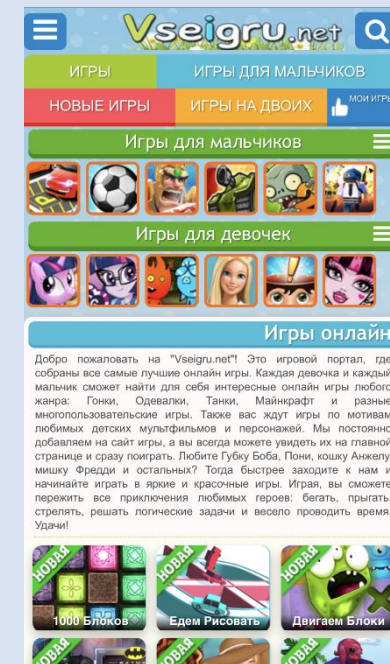 Vseigru.net
ИГРЫ
ИГРЫ ДЛЯ МАЛЬЧИКОВ
НОВЫЕ ИГРЫ
ИГРЫ НА ДВОИХ
МОИ ИГРЫ
Игры для мальчиков
Игры для девочек
Игры онлайн
Добро пожаловать на "Vseigru.net"! Это игровой портал, где
собраны все самые лучшие онлайн игры. Каждая девочка и каждый
мальчик сможет найти для себя интересные онлайн игры любого
жанра: Гонки, Одевалки, Танки, Майнкрафт и разные
многопользовательские игры. Также вас ждут игры по мотивам
любимых детских мультфильмов и персонажей. Мы постоянно
добавляем на сайт игры, а вы всегда можете увидеть их на главной
странице и сразу поиграть. Любите Губку Боба, Пони, кошку Анжелу,
мишку Фредди и остальных? Тогда быстрее заходите к нам и
начинайте играть в яркие и красочные игры. Играя, вы сможете
пережить все приключения любимых героев: бегать, прыгать,
стрелять, решать логические задачи и весело проводить время.
Удачи!
НОВАЯ
НОВАЯ
НОВАЯ
1000 Блоков
Едем Рисовать
Двигаем Блоки
НОВАЯ
НОВАЯ
НОВАЯ